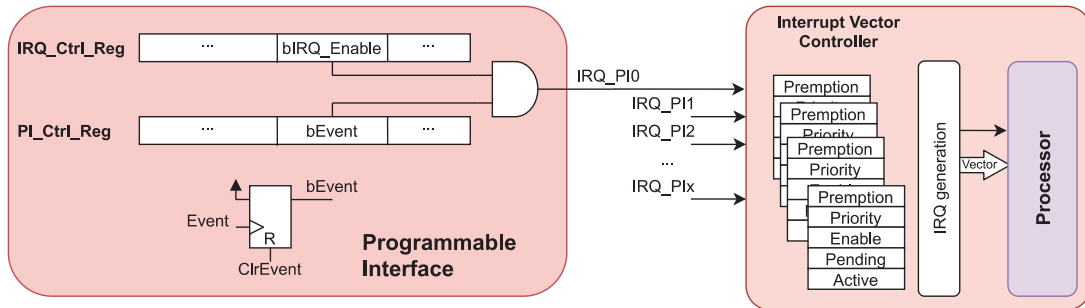 IRQ_Ctrl_Reg
...
bIRQ_Enable
...
IRQ_PI0
PI_Ctrl_Reg
...
bEvent
...
bEvent
Event
R
ClrEvent
Programmable
Interface
IRQ_PI1
IRQ_PI2
...
IRQ_PIx
Interrupt Vector
Controller
Premption
Premption
Priority
Premption
Priority
Premption
Priority
Enable
Pending
Active
IRQ generation
Vector
Processor